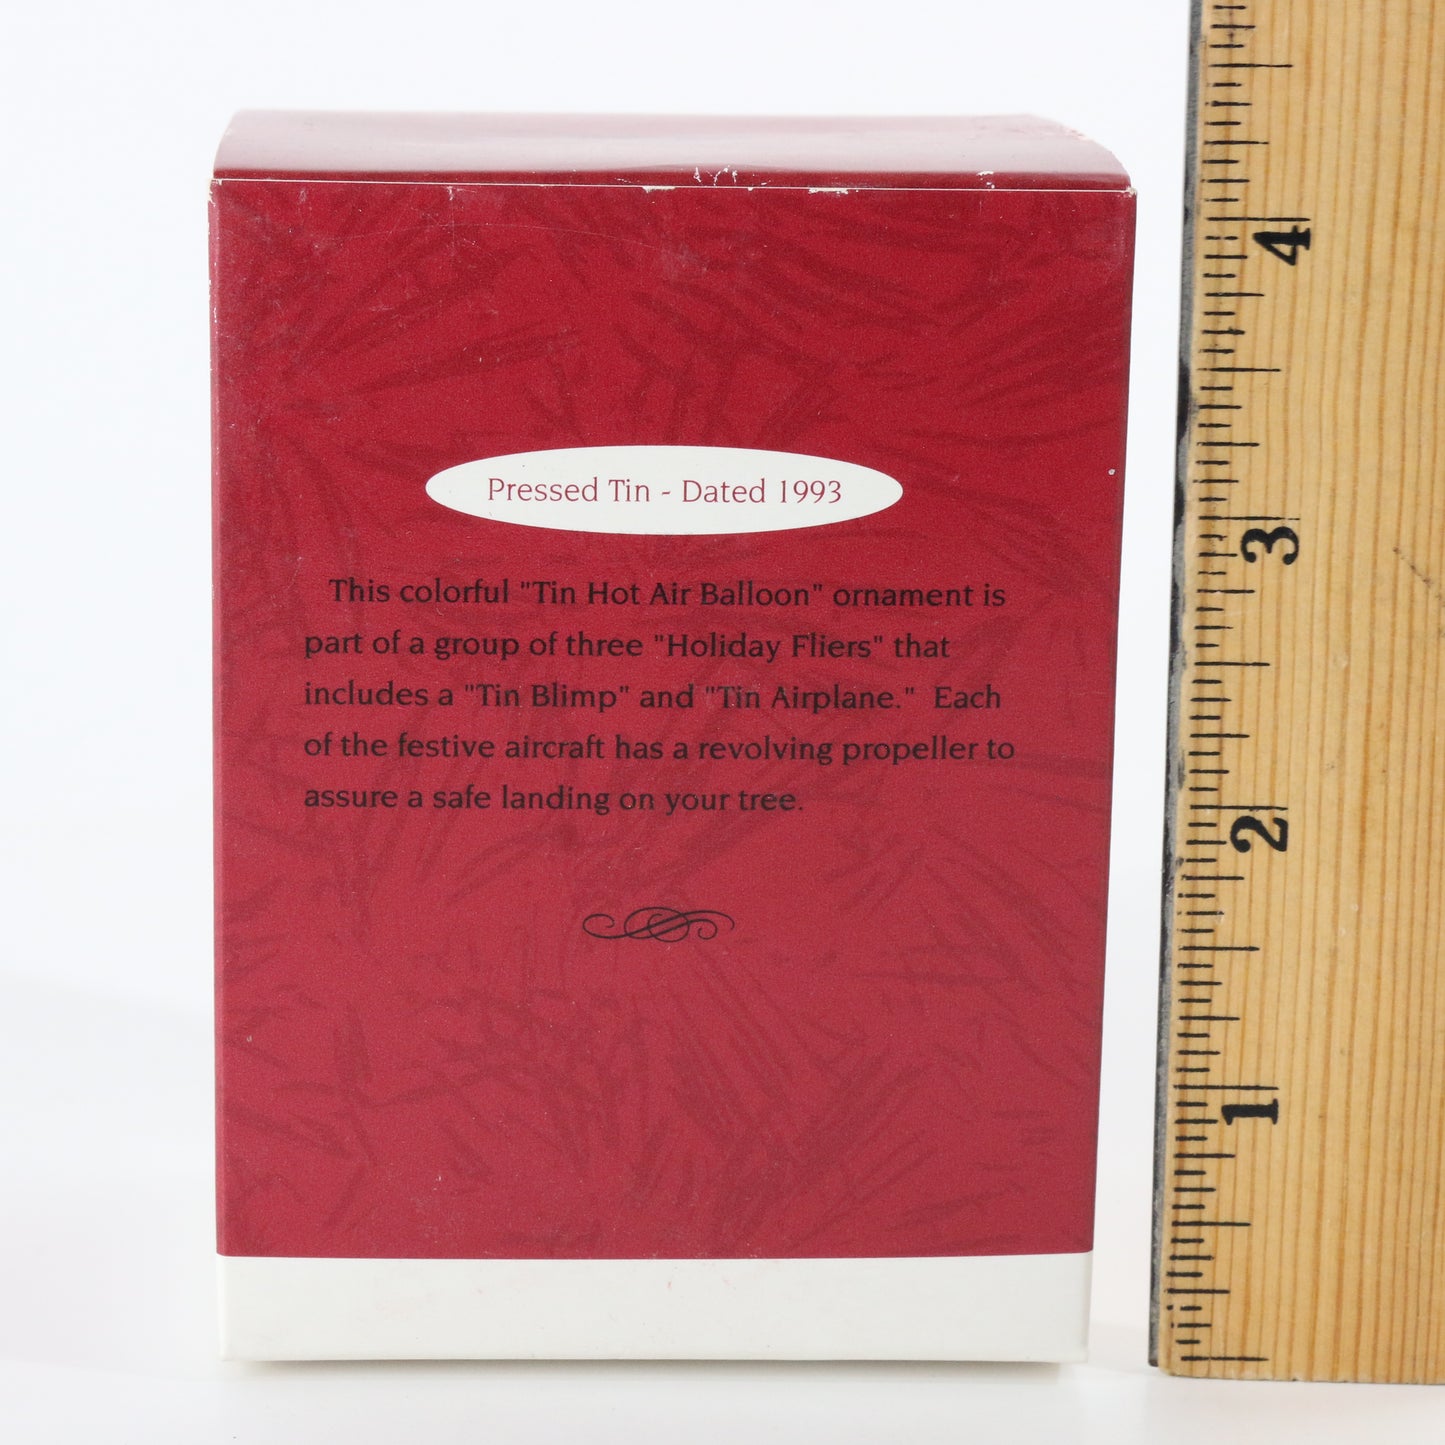 Pressed Tin - Dated 1993
This colorful "Tin Hot Air Balloon" ornament is
part of a group of three "Holiday Fliers" that
includes a "Tin Blimp" and "Tin Airplane." Each
of the festive aircraft has a revolving propeller to
assure a safe landing on your tree.
4
3
2
1